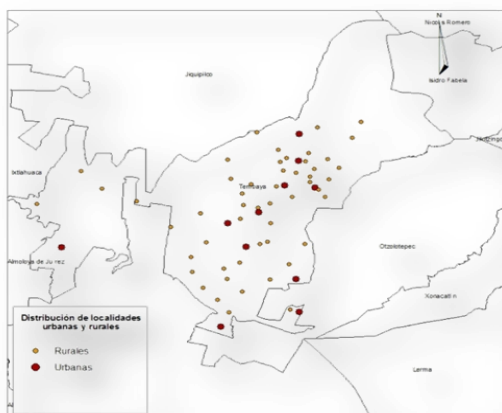 N
Nicolás Romero
Isidro Fabela
Jiquipilco
Ixtlahuaca
Temoaya
Otzolotepec
Almoloya de Juárez
Xonacatlán
Lerma
Distribución de localidades
urbanas y rurales
Rurales
Urbanas